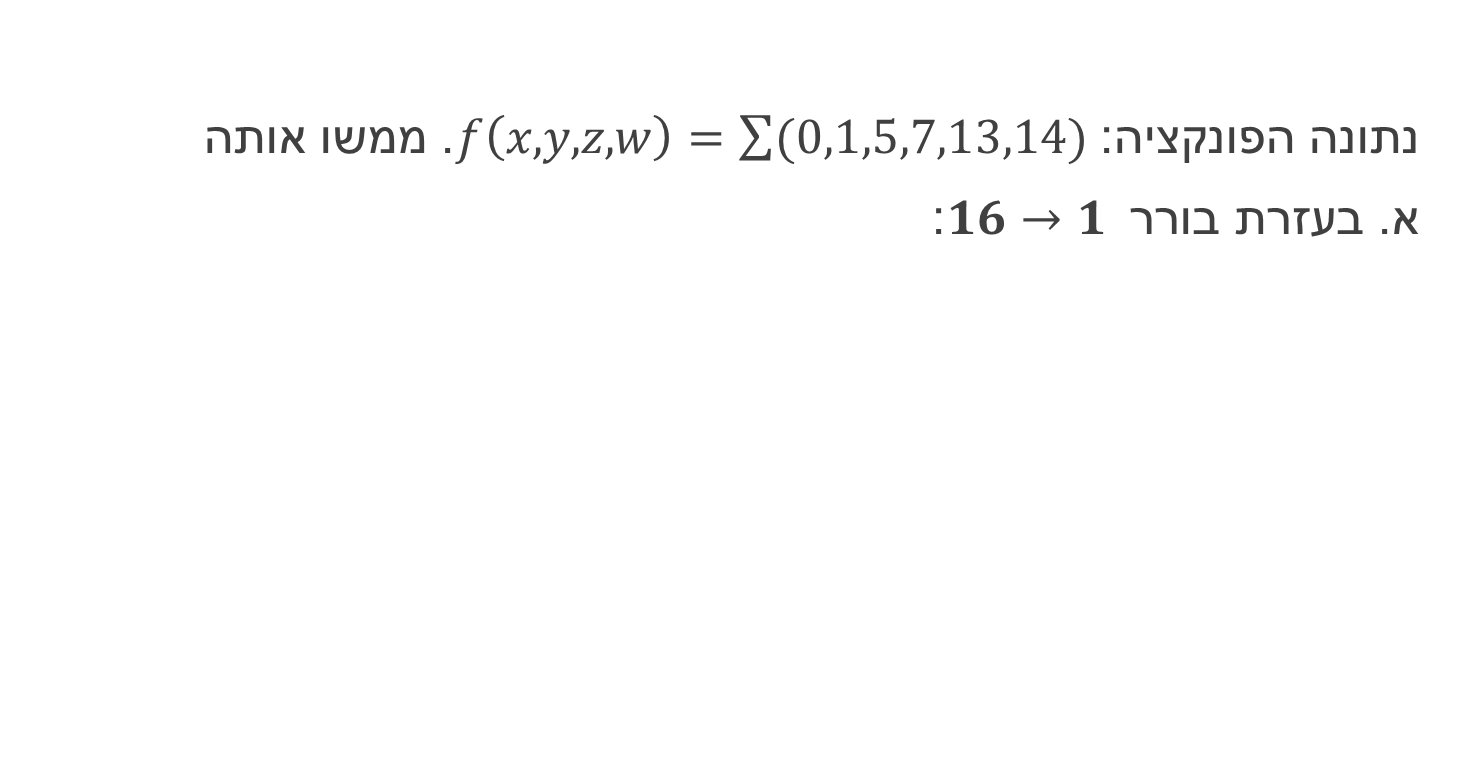 נתונה הפונקציה: f(x,y,z,w) = ∑(0,1,5,7,13,14). ממשו אותה
א. בעזרת בורר 16 → 1: